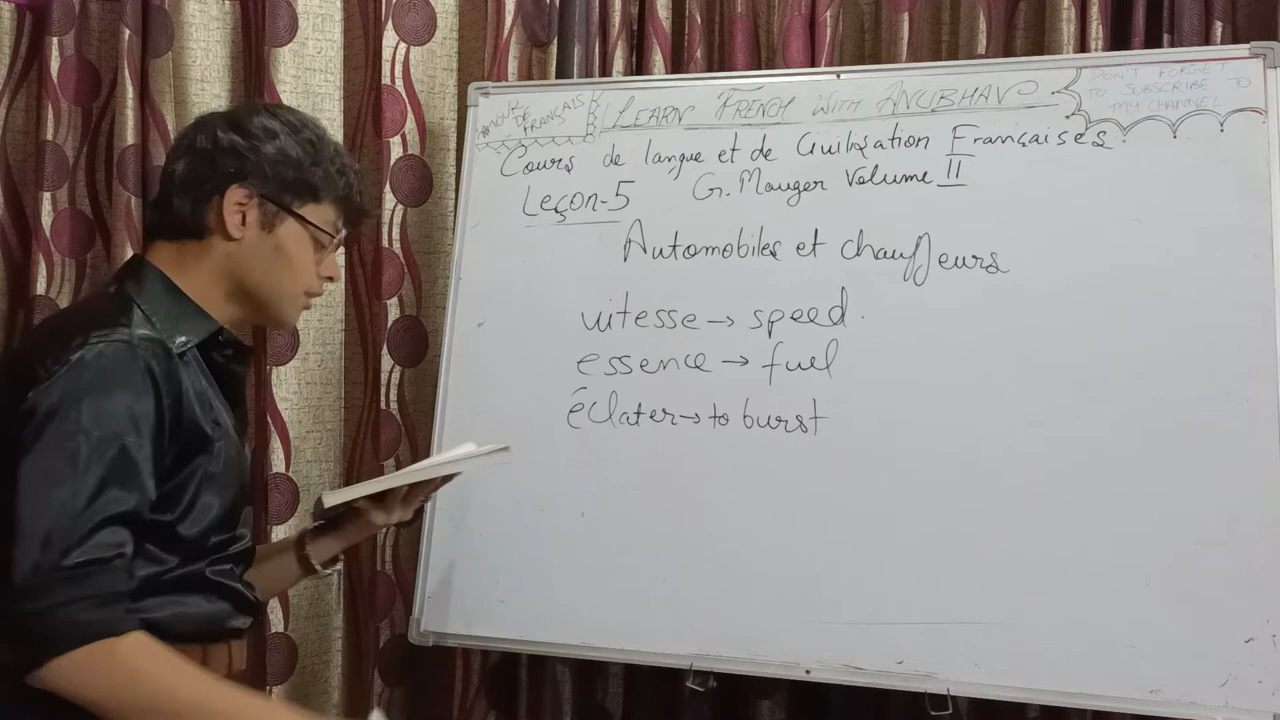 AMOUR DE FRANÇAIS
LEARN FRENCH WITH ANUBHAV
DON'T FORGET
TO SUBSCRIBE TO
MY CHANNEL
Cours de langue et de Civilisation Françaises.
Leçon-5 G. Mauger Volume II
Automobiles et chauffeurs
vitesse → speed.
essence → fuel
éclater → to burst